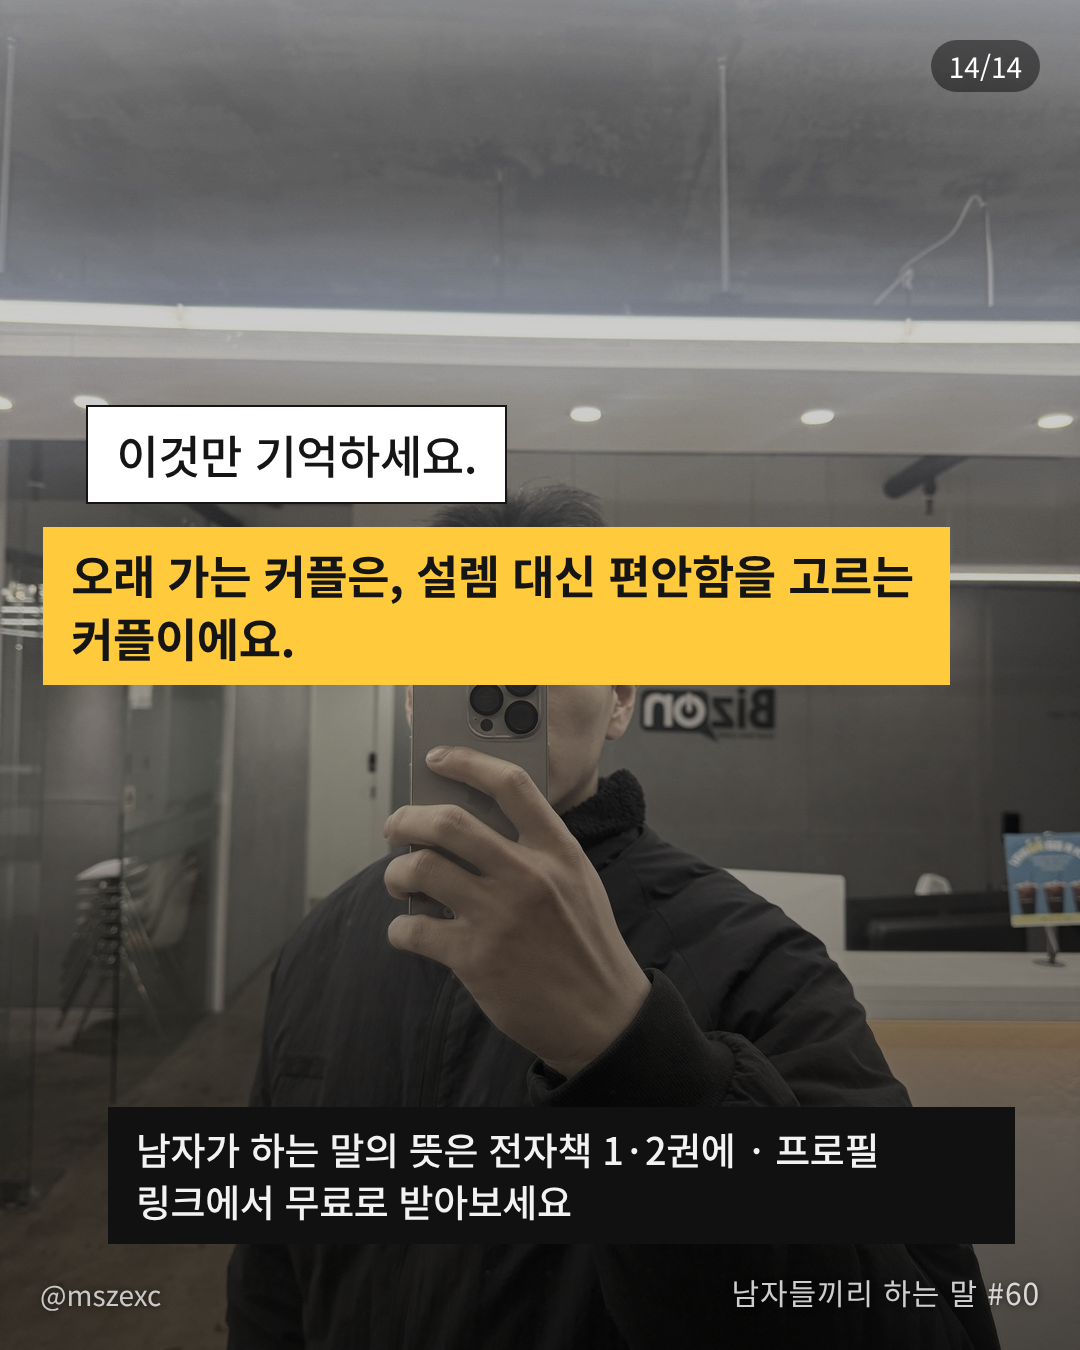 14/14
이것만 기억하세요.
오래 가는 커플은, 설렘 대신 편안함을 고르는
커플이에요.
Bizon
남자가 하는 말의 뜻은 전자책 1·2권에 · 프로필
링크에서 무료로 받아보세요
@mszexc
남자들끼리 하는 말 #60